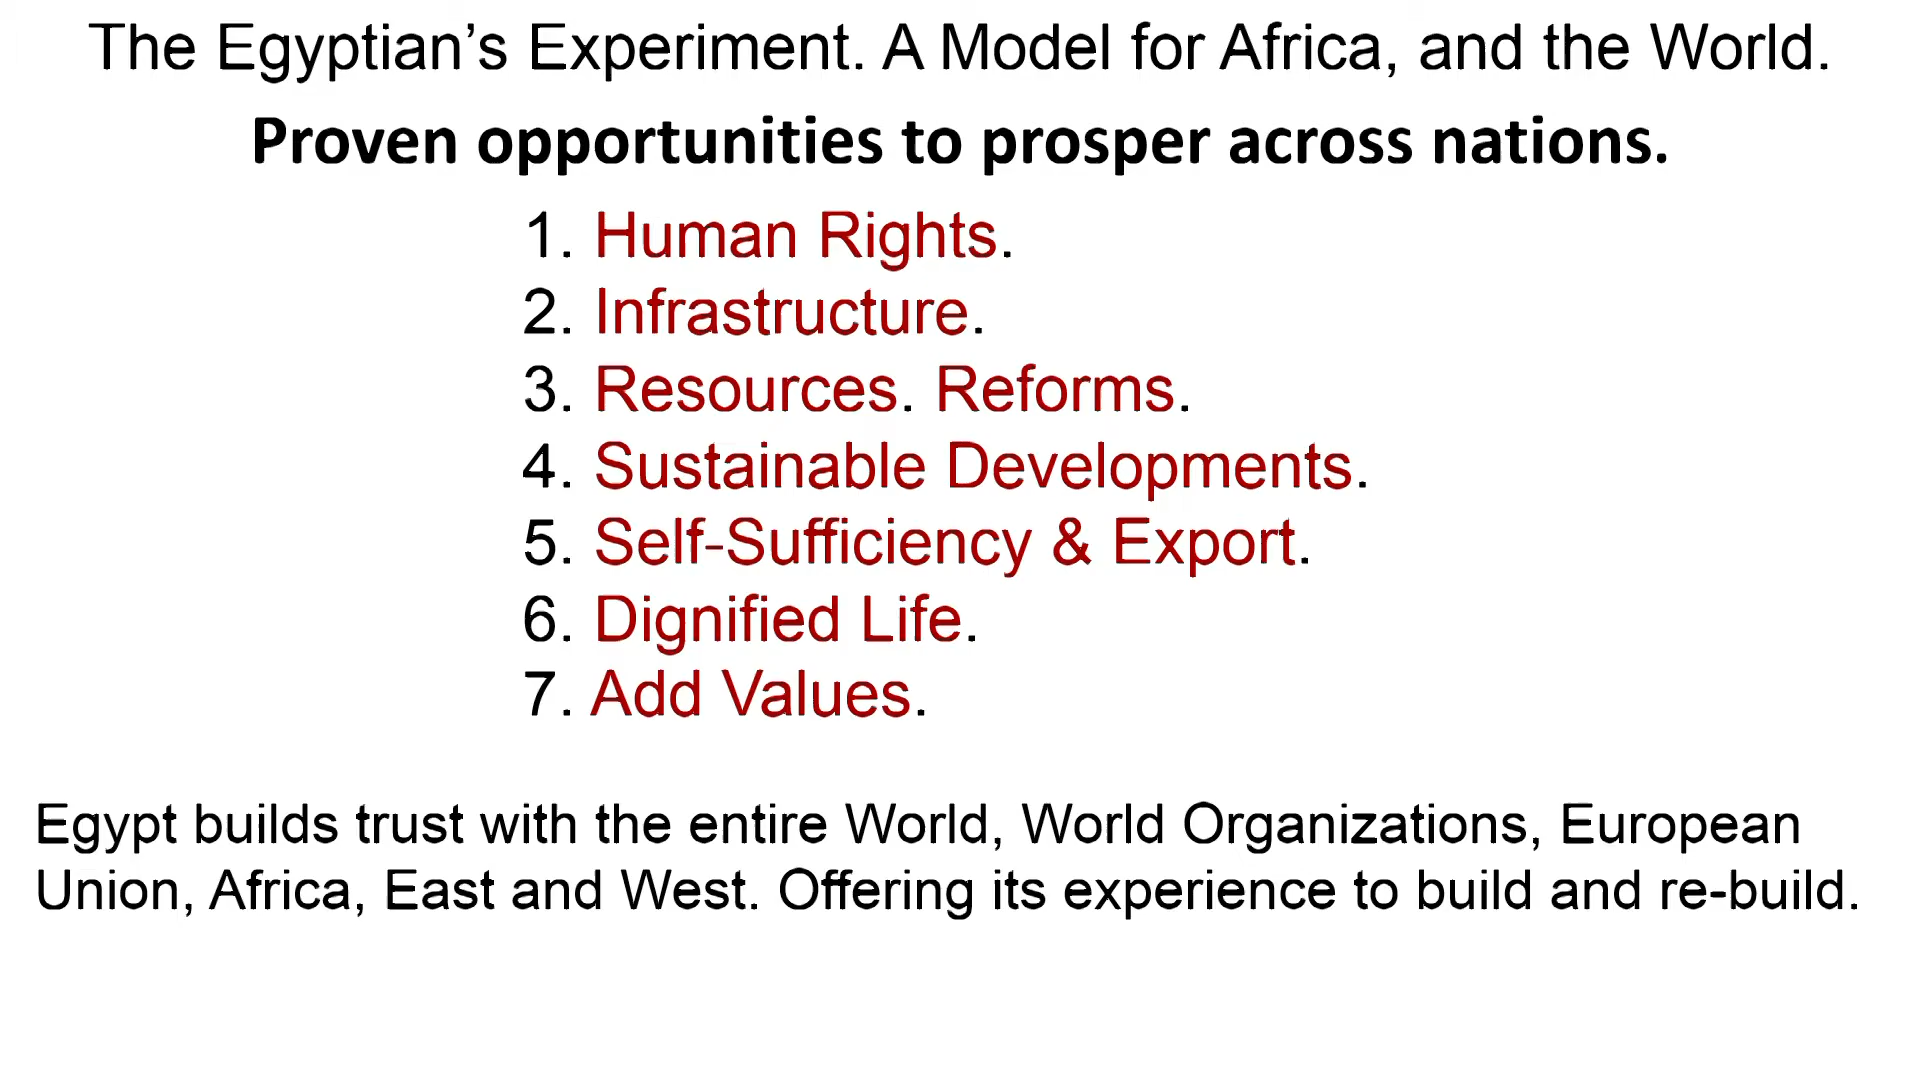 The Egyptian’s Experiment. A Model for Africa, and the World.
Proven opportunities to prosper across nations.
1. Human Rights.
2. Infrastructure.
3. Resources. Reforms.
4. Sustainable Developments.
5. Self-Sufficiency & Export.
6. Dignified Life.
7. Add Values.
Egypt builds trust with the entire World, World Organizations, European
Union, Africa, East and West. Offering its experience to build and re-build.